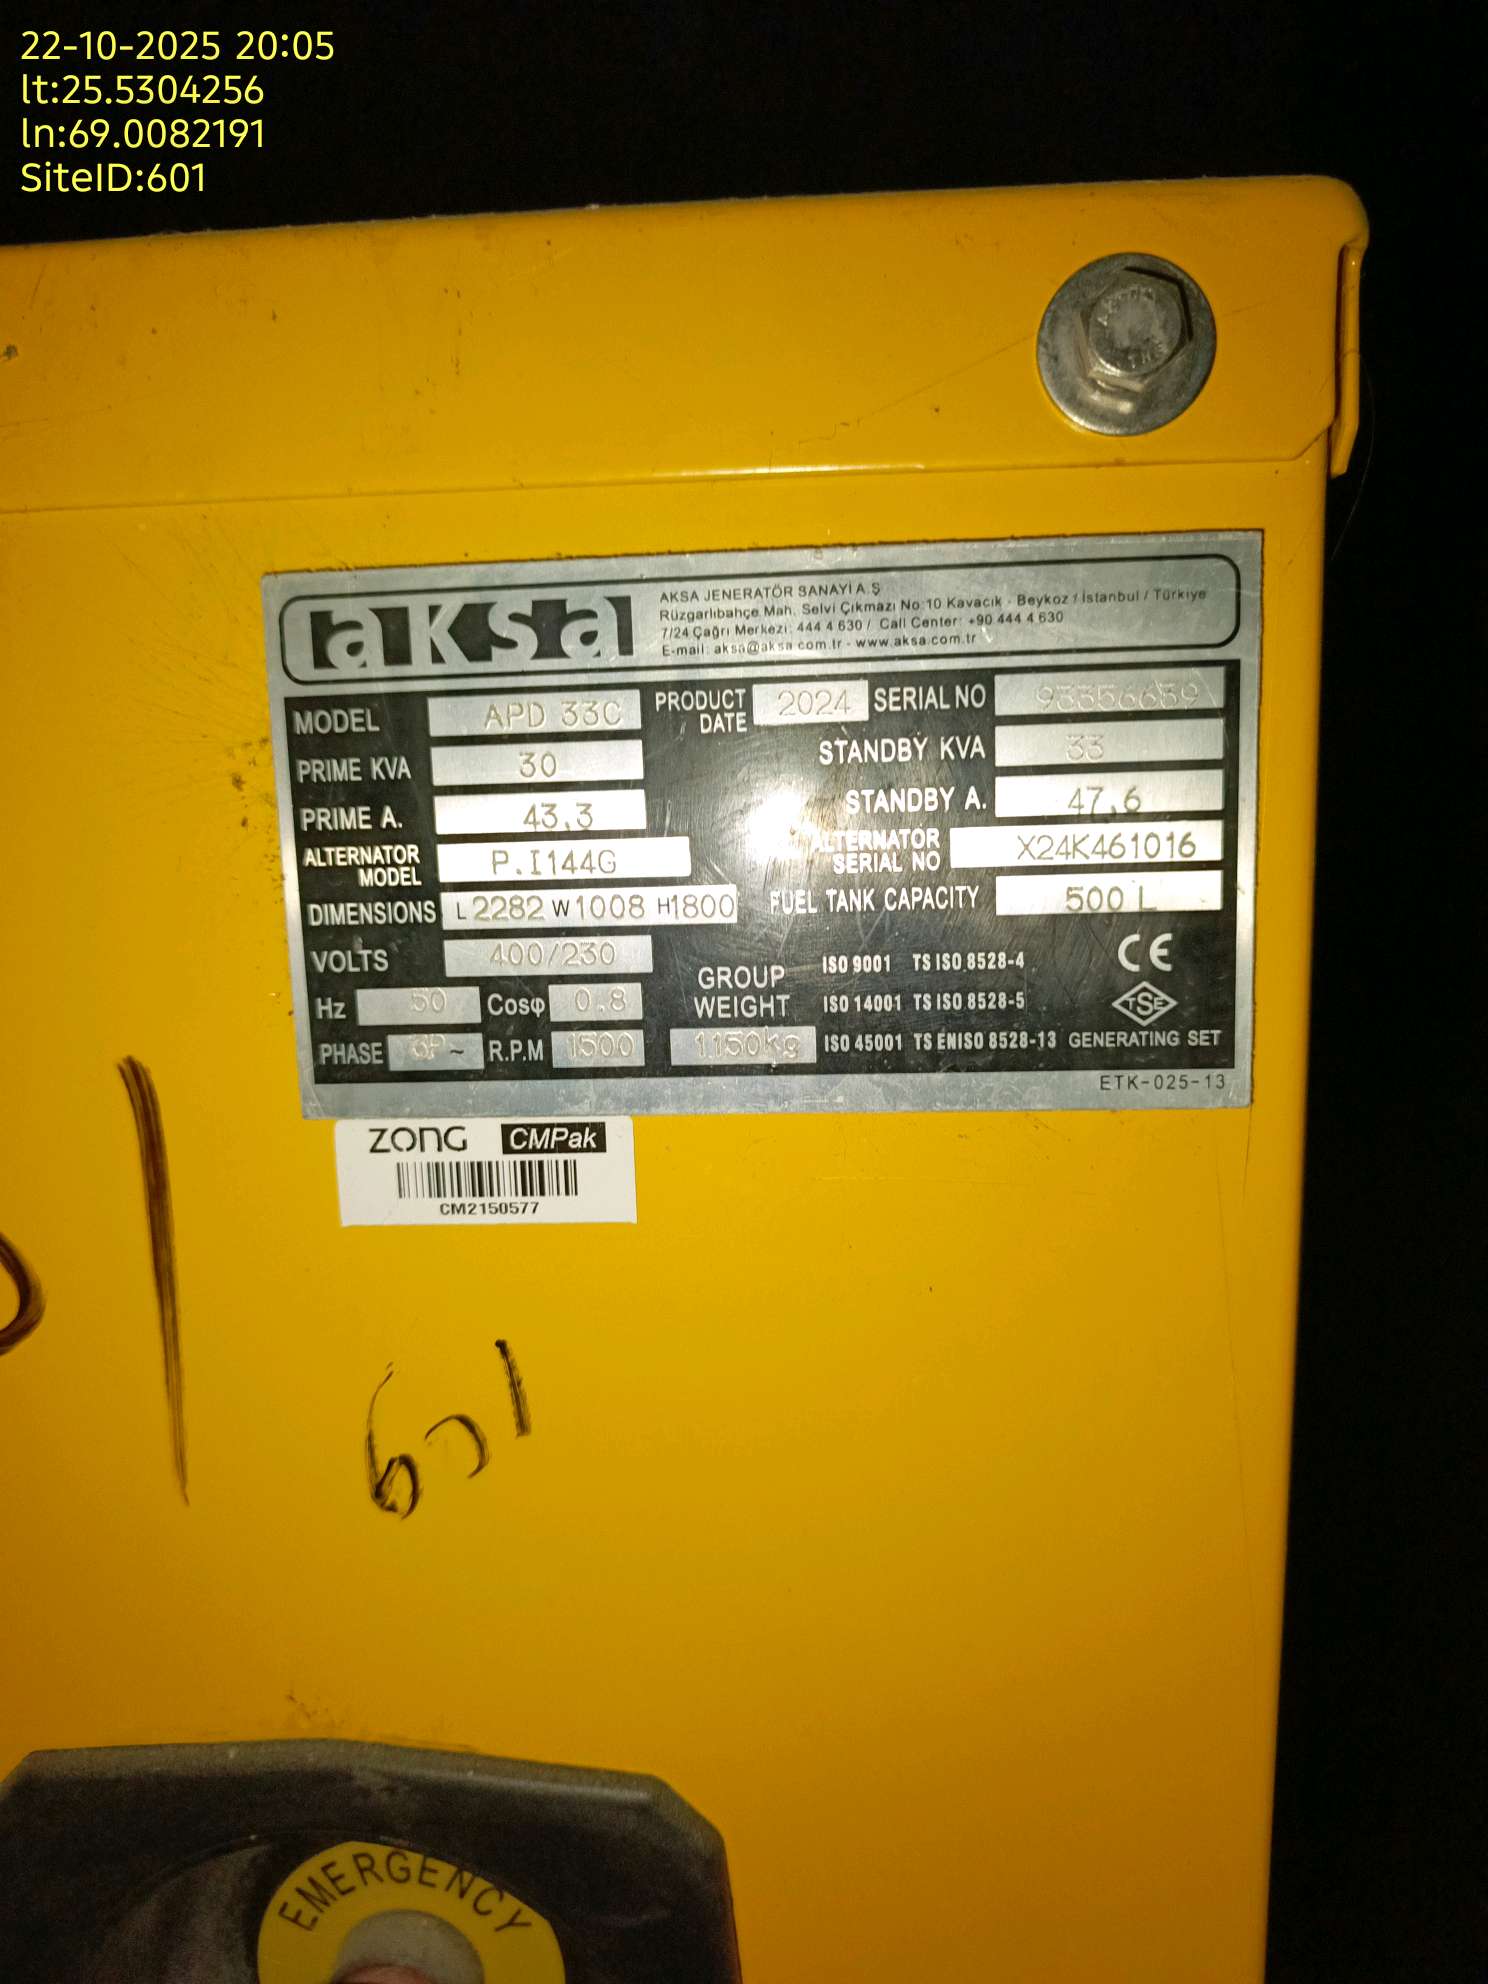 22-10-2025 20:05
lt:25.5304256
ln:69.0082191
SiteID:601
aksa
AKSA JENERATÖR SANAYİ A.Ş
Rüzgarlıbahçe Mah. Selvi Çıkmazı No:10 Kavacık - Beykoz / İstanbul / Türkiye
7/24 Çağrı Merkezi: 444 4 630 / Call Center: +90 444 4 630
E-mail: aksa@aksa.com.tr - www.aksa.com.tr
MODEL APD 33C PRODUCT DATE 2024 SERIAL NO 93356659
PRIME KVA 30 STANDBY KVA 33
PRIME A. 43,3 STANDBY A. 47,6
ALTERNATOR MODEL P.I144G ALTERNATOR SERIAL NO X24K461016
DIMENSIONS L 2282 W 1008 H 1800 FUEL TANK CAPACITY 500 L
VOLTS 400/230
Hz 50 Cosφ 0.8
PHASE 3P~ R.P.M 1500
GROUP WEIGHT 1150kg
ISO 9001 TS ISO 8528-4
ISO 14001 TS ISO 8528-5
ISO 45001 TS EN ISO 8528-13
CE
TSE
GENERATING SET
ETK-025-13
ZONG CMPak
CM2150577
601
EMERGENCY